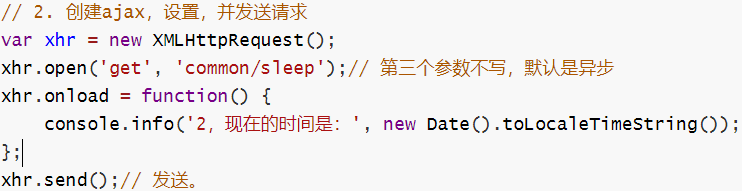 // 2. 创建ajax，设置，并发送请求
var xhr = new XMLHttpRequest();
xhr.open('get', 'common/sleep');// 第三个参数不写，默认是异步
xhr.onload = function() {
    console.info('2，现在的时间是：', new Date().toLocaleTimeString());
};
xhr.send();// 发送。